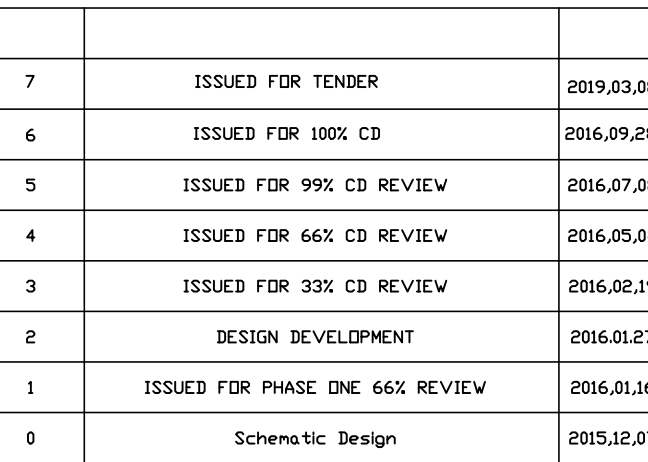 7 ISSUED FOR TENDER 2019,03,0
6 ISSUED FOR 100% CD 2016,09,28
5 ISSUED FOR 99% CD REVIEW 2016,07,0
4 ISSUED FOR 66% CD REVIEW 2016,05,0
3 ISSUED FOR 33% CD REVIEW 2016,02,19
2 DESIGN DEVELOPMENT 2016.01.27
1 ISSUED FOR PHASE ONE 66% REVIEW 2016,01,16
0 Schematic Design 2015,12,0